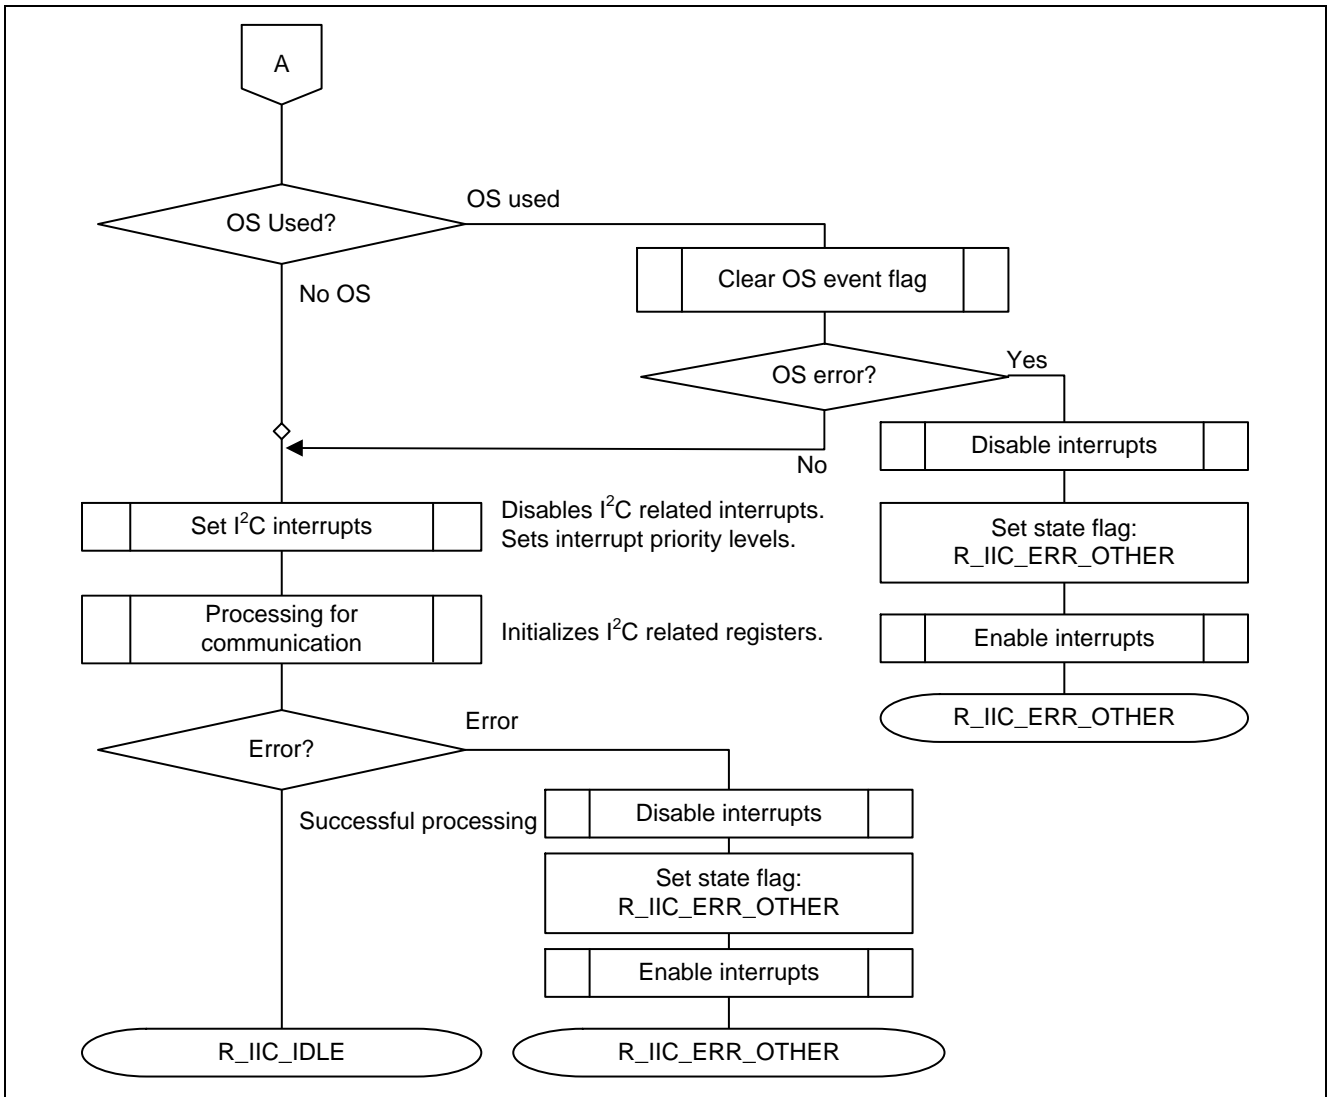 A
OS Used?
OS used
No OS
Clear OS event flag
OS error?
Yes
No
Disable interrupts
Set state flag:
R_IIC_ERR_OTHER
Enable interrupts
R_IIC_ERR_OTHER
Set I²C interrupts
Disables I²C related interrupts.
Sets interrupt priority levels.
Processing for
communication
Initializes I²C related registers.
Error?
Error
Successful processing
Disable interrupts
Set state flag:
R_IIC_ERR_OTHER
Enable interrupts
R_IIC_IDLE
R_IIC_ERR_OTHER